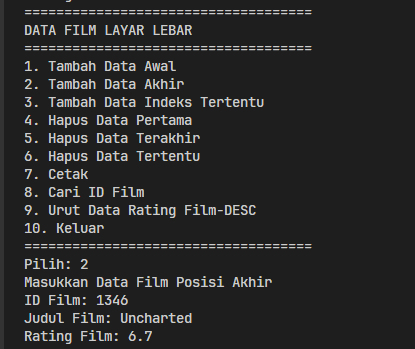 ===================================
DATA FILM LAYAR LEBAR
===================================
1. Tambah Data Awal
2. Tambah Data Akhir
3. Tambah Data Indeks Tertentu
4. Hapus Data Pertama
5. Hapus Data Terakhir
6. Hapus Data Tertentu
7. Cetak
8. Cari ID Film
9. Urut Data Rating Film-DESC
10. Keluar
===================================
Pilih: 2
Masukkan Data Film Posisi Akhir
ID Film: 1346
Judul Film: Uncharted
Rating Film: 6.7